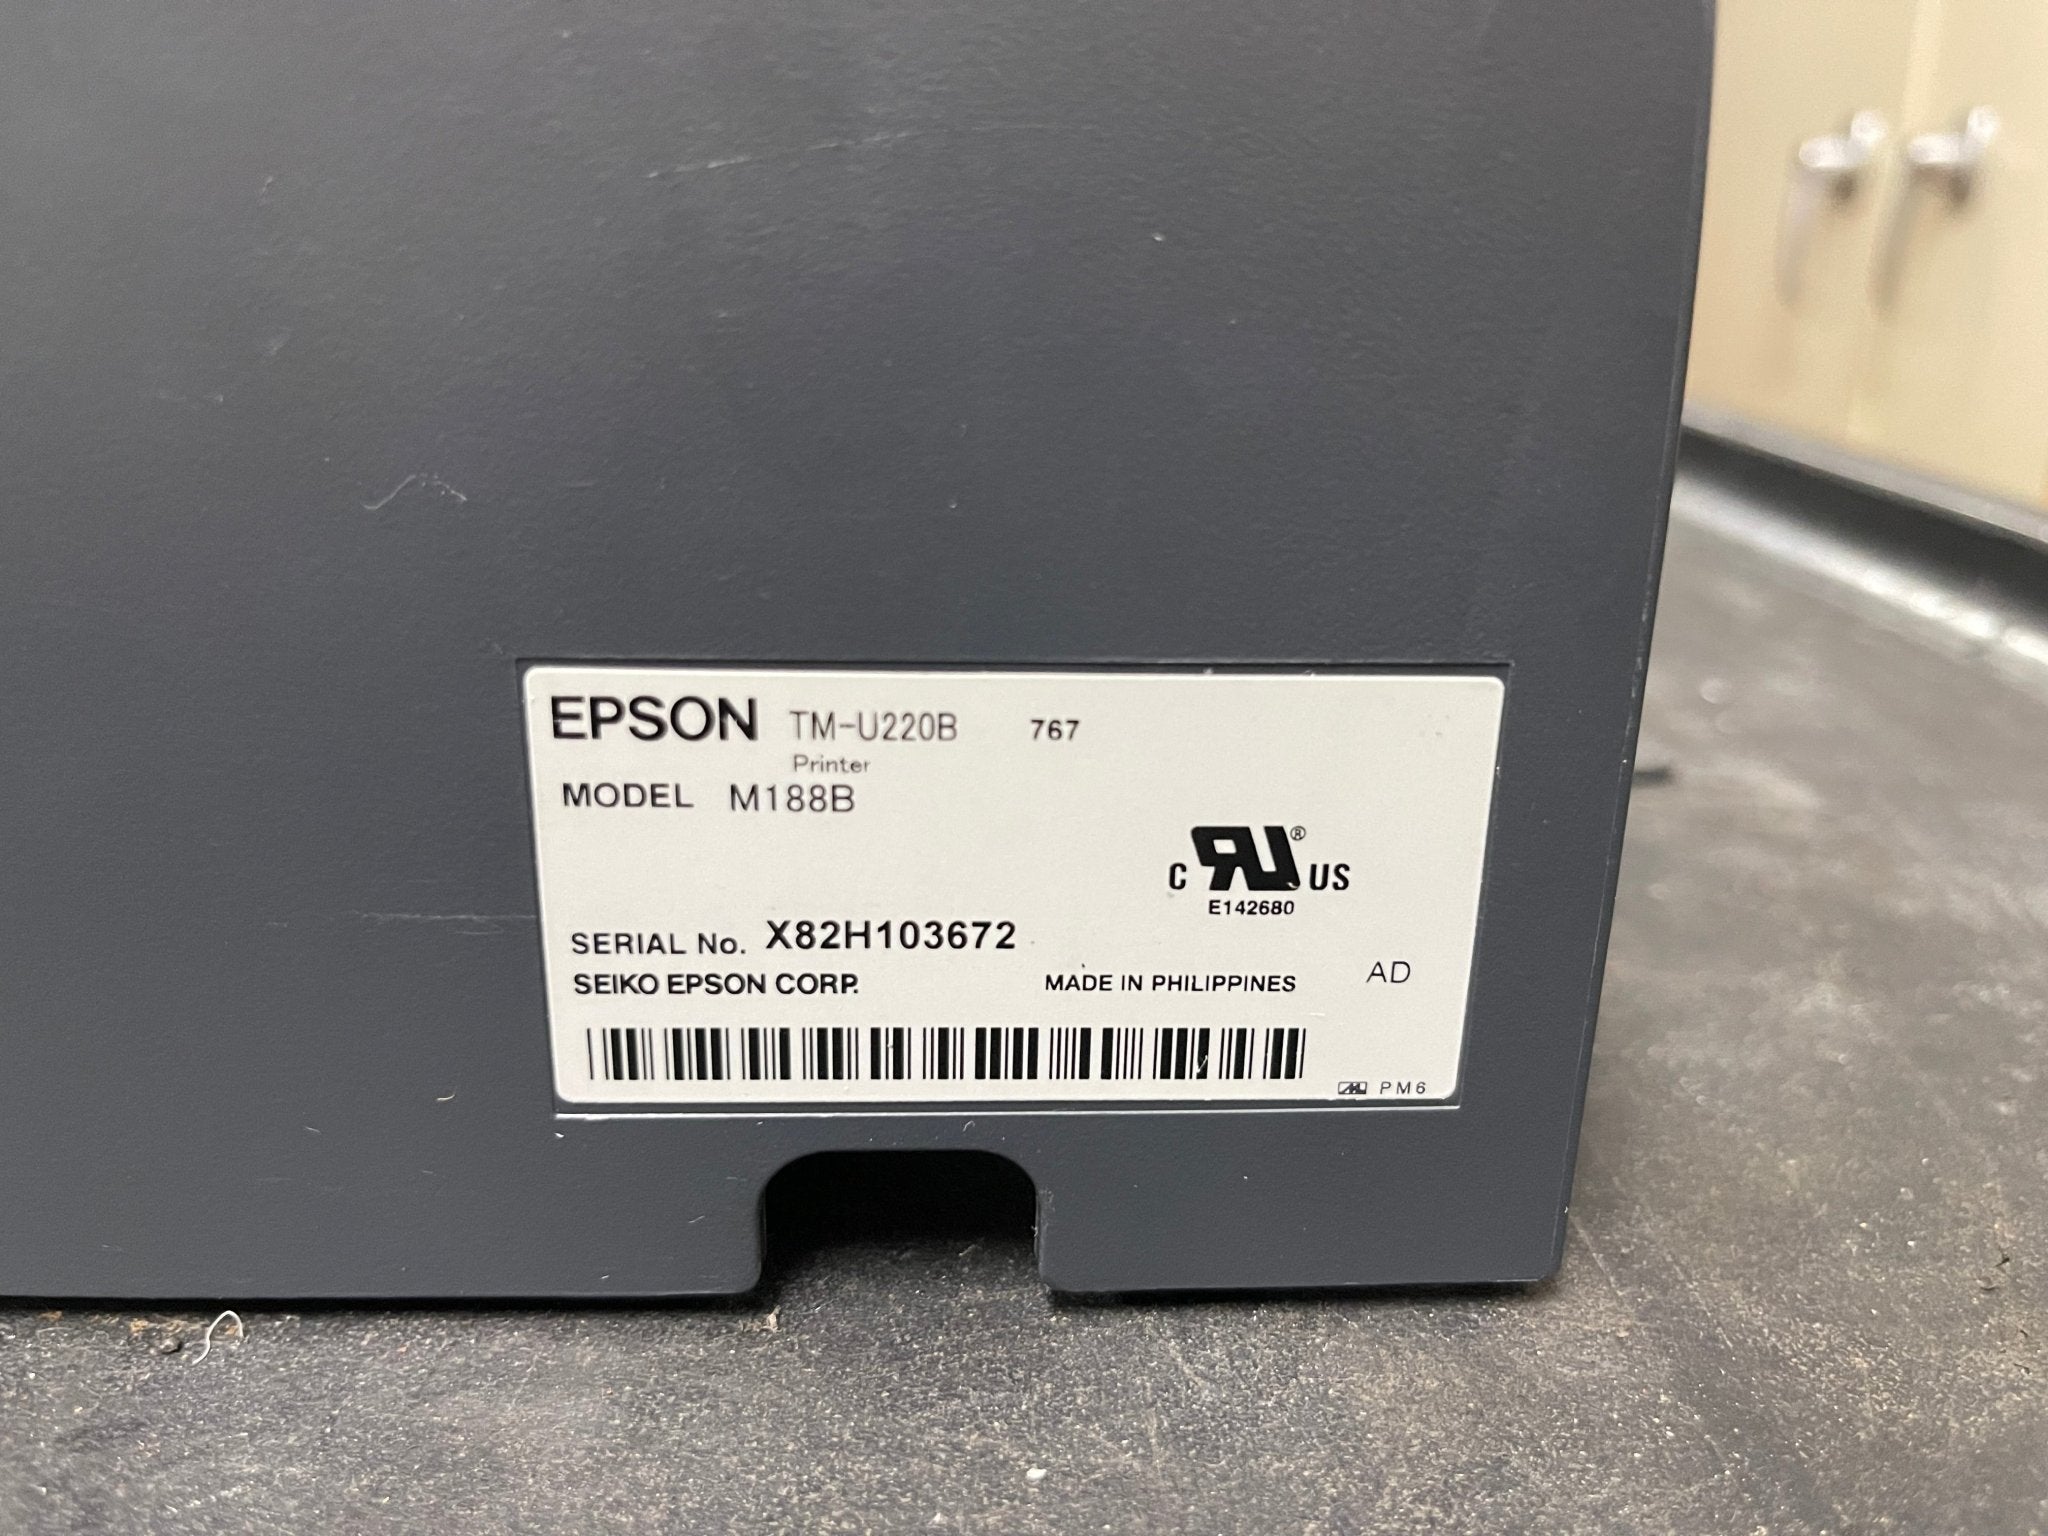 EPSON TM-U220B 767
Printer
MODEL M188B
C RU® US
E142680
SERIAL No. X82H103672
SEIKO EPSON CORP. MADE IN PHILIPPINES AD
PM6